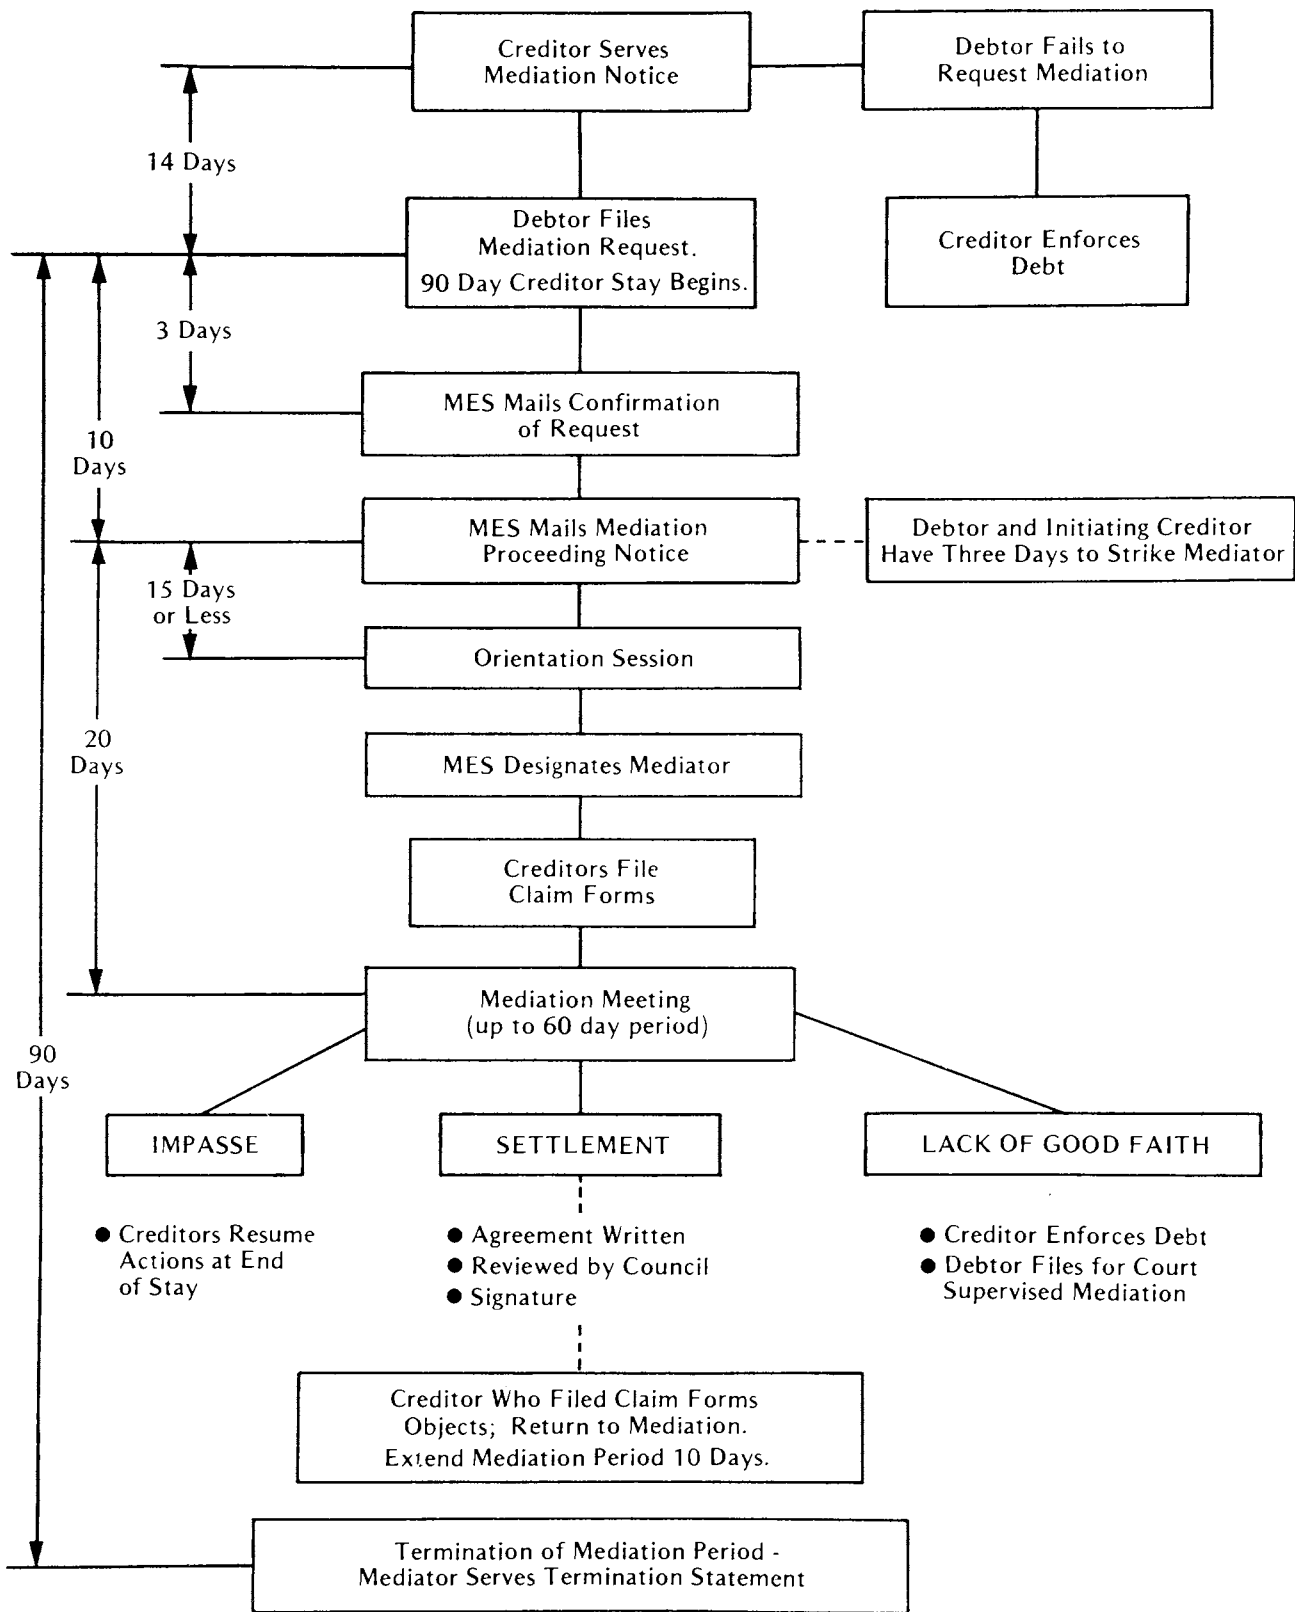 Creditor Serves
Mediation Notice
Debtor Fails to
Request Mediation
14 Days
Debtor Files
Mediation Request.
90 Day Creditor Stay Begins.
Creditor Enforces
Debt
3 Days
MES Mails Confirmation
of Request
10
Days
MES Mails Mediation
Proceeding Notice
Debtor and Initiating Creditor
Have Three Days to Strike Mediator
15 Days
or Less
Orientation Session
20
Days
MES Designates Mediator
Creditors File
Claim Forms
Mediation Meeting
(up to 60 day period)
90
Days
IMPASSE
SETTLEMENT
LACK OF GOOD FAITH
● Creditors Resume
Actions at End
of Stay
● Agreement Written
● Reviewed by Council
● Signature
● Creditor Enforces Debt
● Debtor Files for Court
Supervised Mediation
Creditor Who Filed Claim Forms
Objects; Return to Mediation.
Extend Mediation Period 10 Days.
Termination of Mediation Period -
Mediator Serves Termination Statement